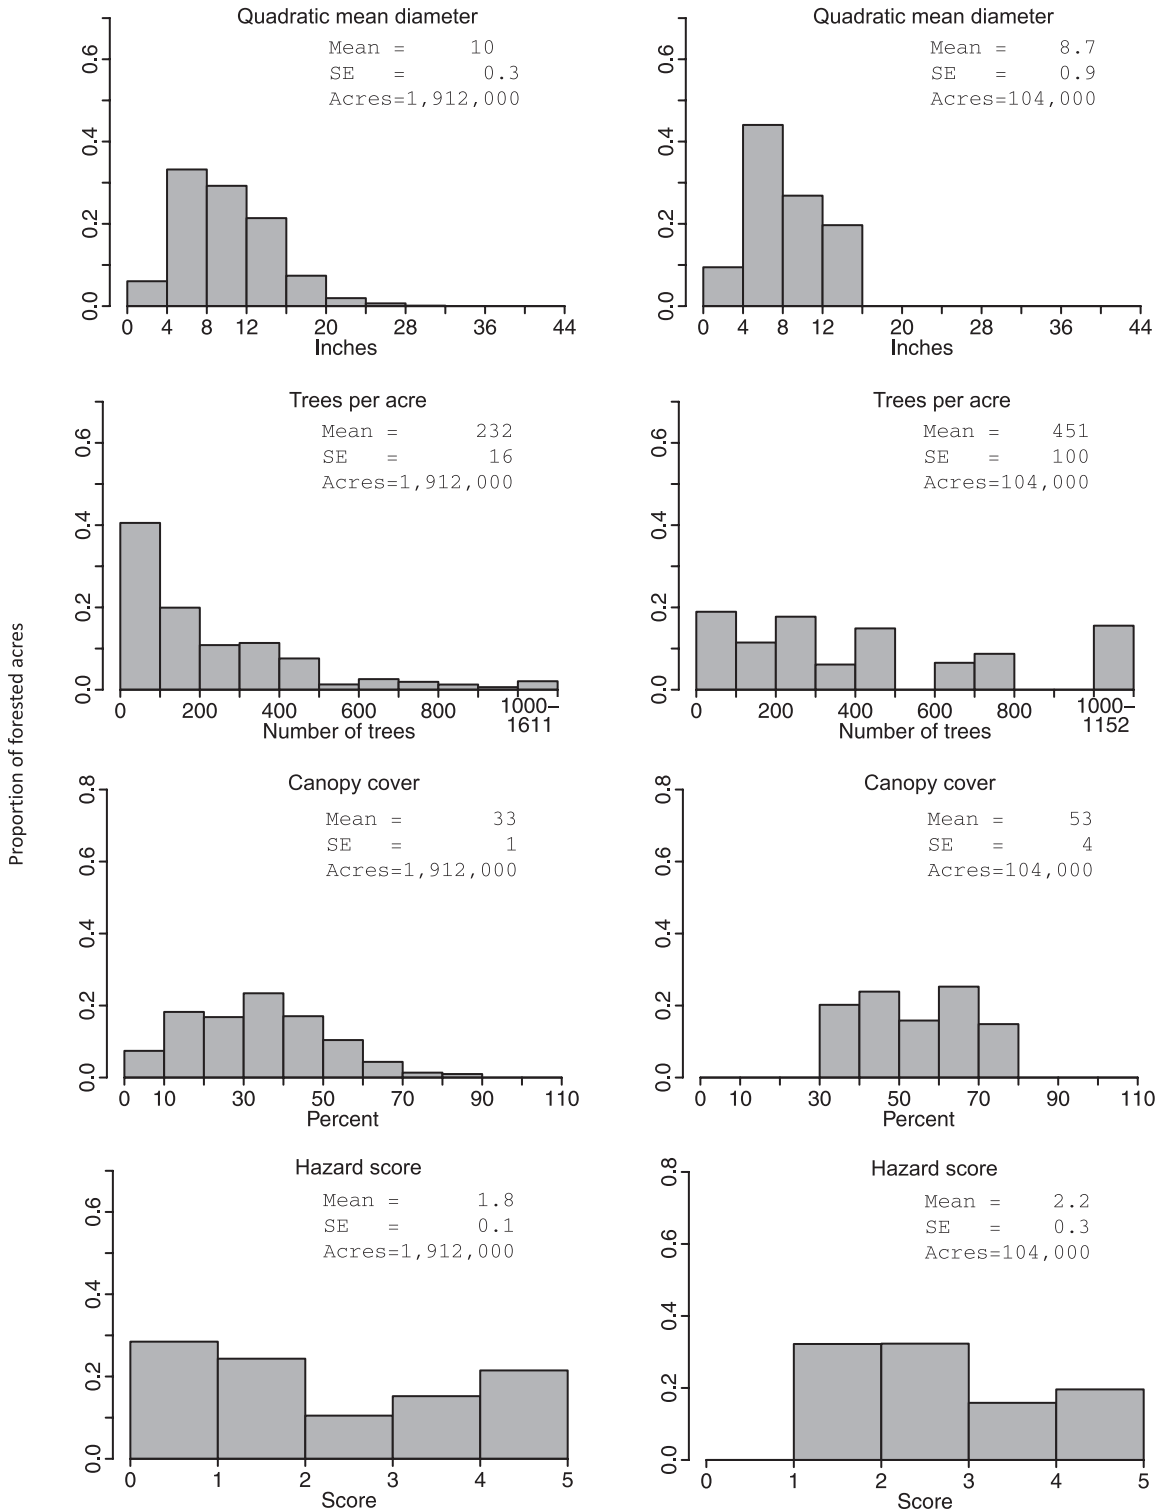 Proportion of forested acres
Quadratic mean diameter
Mean = 10
SE = 0.3
Acres=1,912,000
0.0 0.2 0.4 0.6
0 4 8 12 20 28 36 44
Inches
Quadratic mean diameter
Mean = 8.7
SE = 0.9
Acres=104,000
0.0 0.2 0.4 0.6
0 4 8 12 20 28 36 44
Inches
Trees per acre
Mean = 232
SE = 16
Acres=1,912,000
0.0 0.2 0.4 0.6
0 200 400 600 800 1000–
1611
Number of trees
Trees per acre
Mean = 451
SE = 100
Acres=104,000
0.0 0.2 0.4 0.6
0 200 400 600 800 1000–
1152
Number of trees
Canopy cover
Mean = 33
SE = 1
Acres=1,912,000
0.0 0.2 0.4 0.6 0.8
0 10 30 50 70 90 110
Percent
Canopy cover
Mean = 53
SE = 4
Acres=104,000
0.0 0.2 0.4 0.6 0.8
0 10 30 50 70 90 110
Percent
Hazard score
Mean = 1.8
SE = 0.1
Acres=1,912,000
0.0 0.2 0.4 0.6
0 1 2 3 4 5
Score
Hazard score
Mean = 2.2
SE = 0.3
Acres=104,000
0.0 0.2 0.4 0.6 0.8
0 1 2 3 4 5
Score